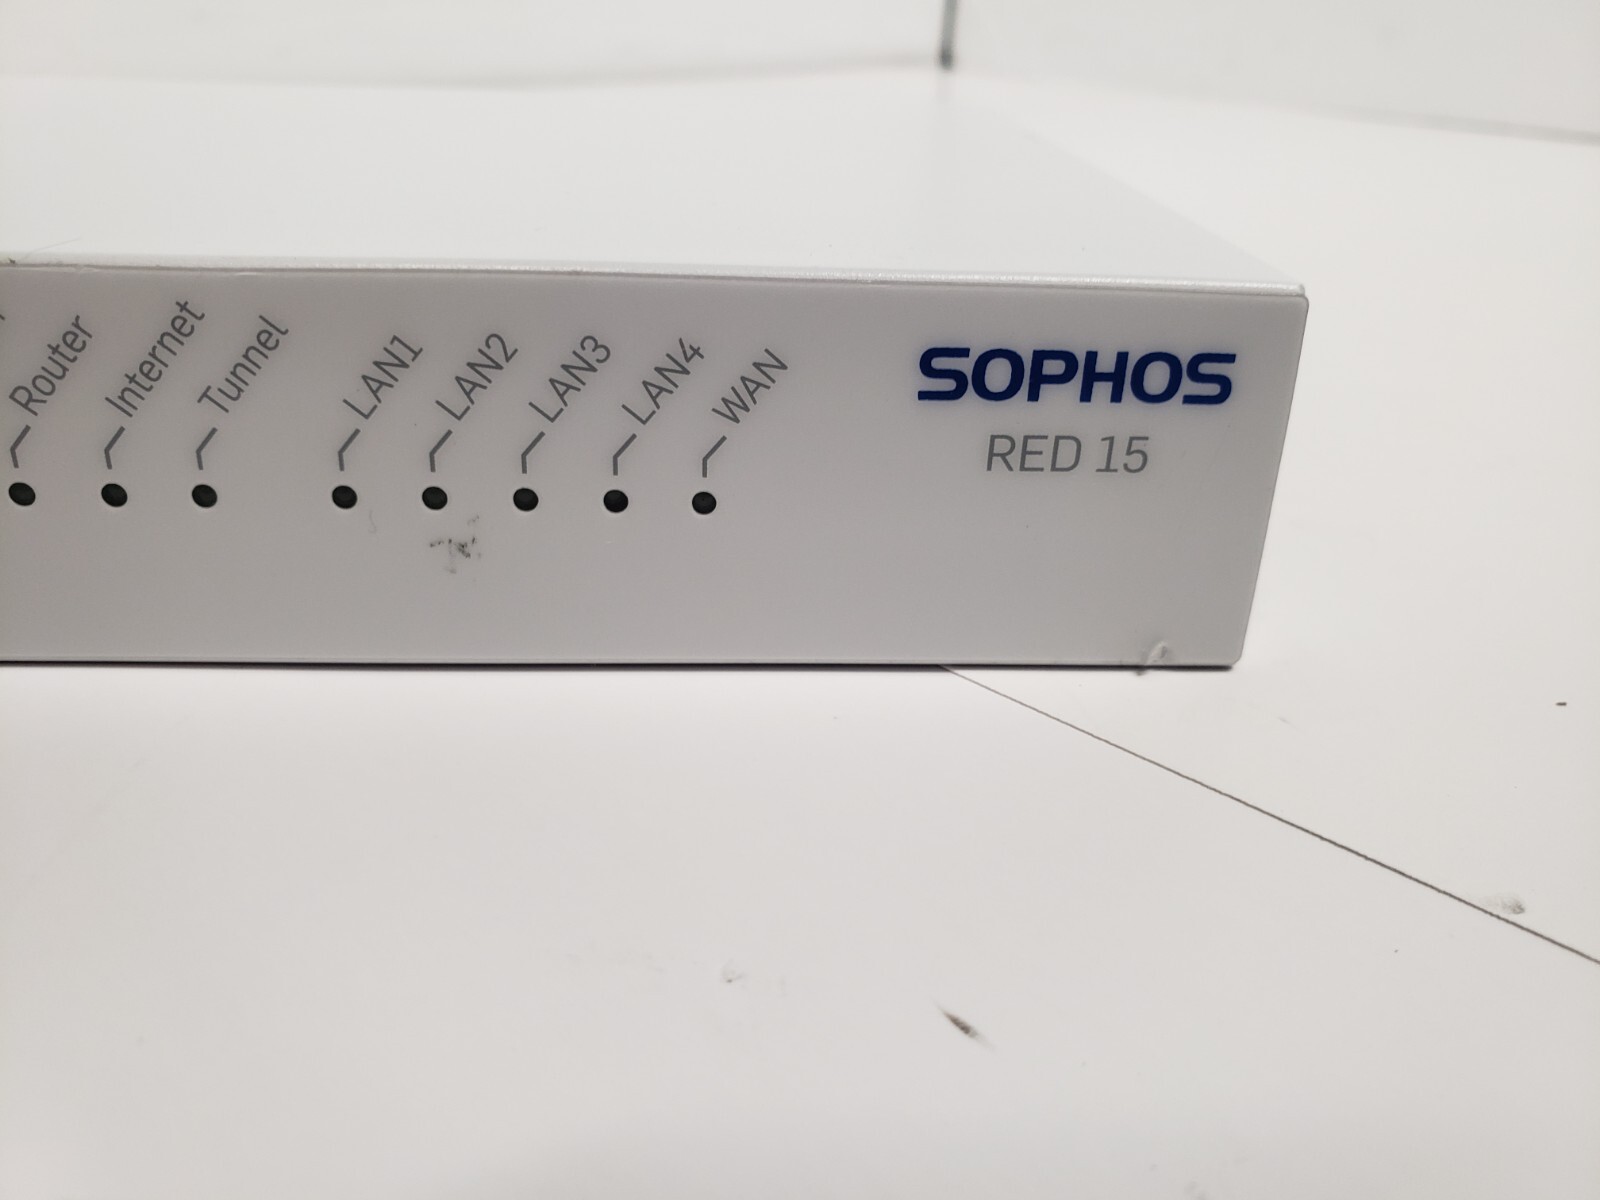 Router
Internet
Tunnel
LAN1
LAN2
LAN3
LAN4
WAN
SOPHOS
RED 15